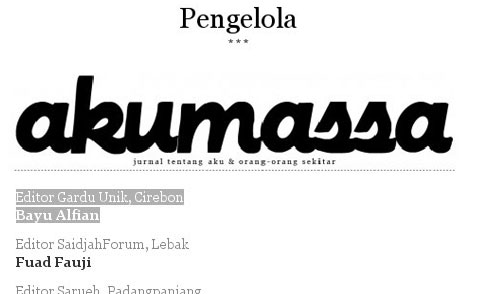 Pengelola
***
akumassa
jurnal tentang aku & orang-orang sekitar
Editor Gardu Unik, Cirebon
Bayu Alfian
Editor SaidjahForum, Lebak
Fuad Fauji
Editor Sarueh, Padangpanjang